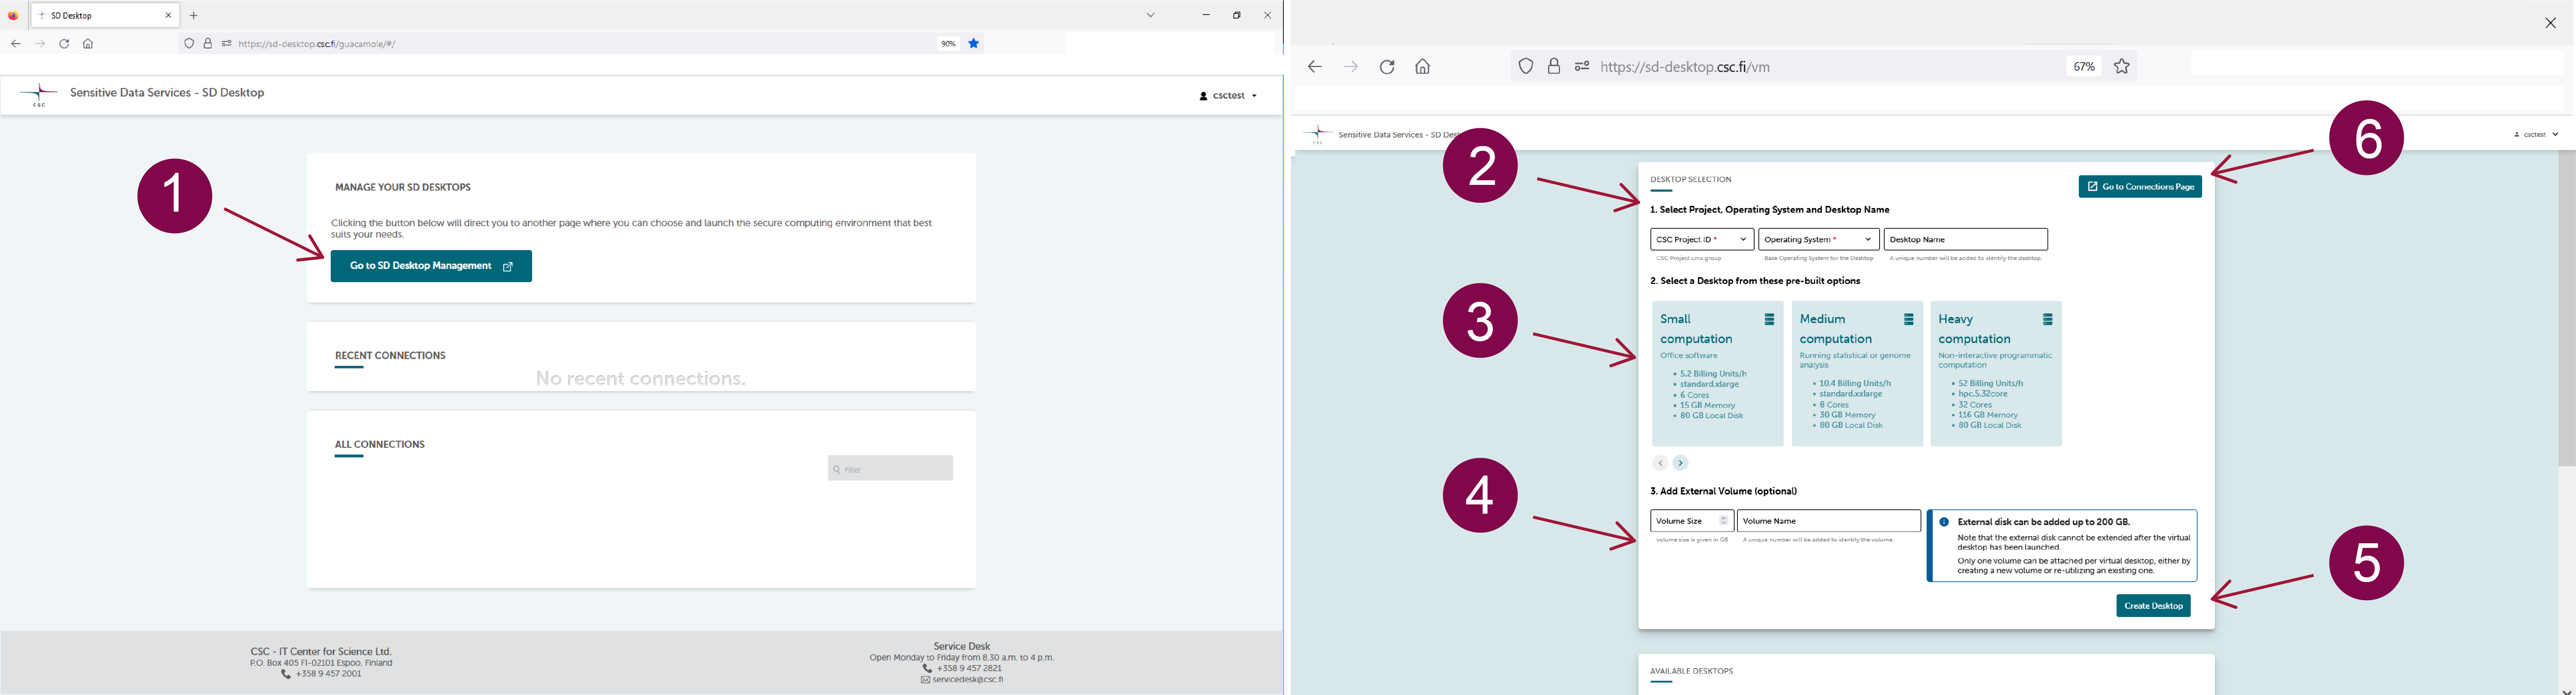 SD Desktop
https://sd-desktop.csc.fi/guacamole/#/
90%
CSC
Sensitive Data Services - SD Desktop
csctest
1
MANAGE YOUR SD DESKTOPS
Clicking the button below will direct you to another page where you can choose and launch the secure computing environment that best
suits your needs.
Go to SD Desktop Management
RECENT CONNECTIONS
No recent connections.
ALL CONNECTIONS
Filter
CSC - IT Center for Science Ltd.
P.O. Box 405 FI-02101 Espoo, Finland
+358 9 457 2001
Service Desk
Open Monday to Friday from 8.30 a.m. to 4 p.m.
+358 9 457 2821
servicedesk@csc.fi
https://sd-desktop.csc.fi/vm
67%
CSC
Sensitive Data Services - SD Des
csctest
2
6
DESKTOP SELECTION
Go to Connections Page
1. Select Project, Operating System and Desktop Name
CSC Project ID *
Operating System *
Desktop Name
CSC Project unix group
Base Operating System for the Desktop
A unique number will be added to identify the desktop.
2. Select a Desktop from these pre-built options
3
Small
computation
Office software
• 5.2 Billing Units/h
• standard.xlarge
• 6 Cores
• 15 GB Memory
• 80 GB Local Disk
Medium
computation
Running statistical or genome
analysis
• 10.4 Billing Units/h
• standard.xxlarge
• 8 Cores
• 30 GB Memory
• 80 GB Local Disk
Heavy
computation
Non-interactive programmatic
computation
• 52 Billing Units/h
• hpc.5.32core
• 32 Cores
• 116 GB Memory
• 80 GB Local Disk
4
3. Add External Volume (optional)
Volume Size
Volume Name
volume size is given in GB
A unique number will be added to identify the volume.
External disk can be added up to 200 GB.
Note that the external disk cannot be extended after the virtual
desktop has been launched.
Only one volume can be attached per virtual desktop, either by
creating a new volume or re-utilizing an existing one.
5
Create Desktop
AVAILABLE DESKTOPS